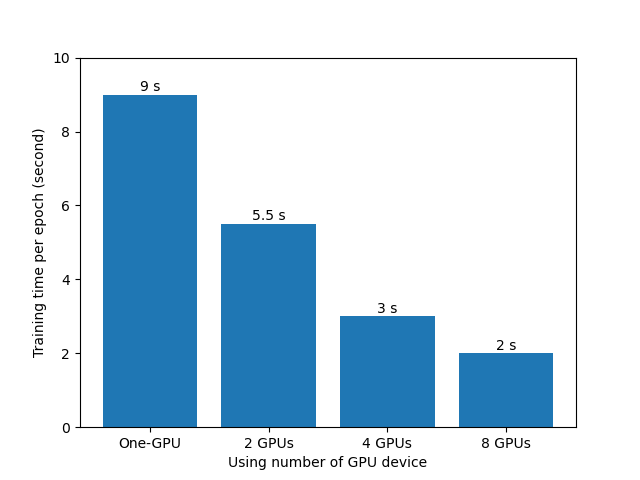 10
8
6
4
2
0
Training time per epoch (second)
9 s
5.5 s
3 s
2 s
One-GPU
2 GPUs
4 GPUs
8 GPUs
Using number of GPU device